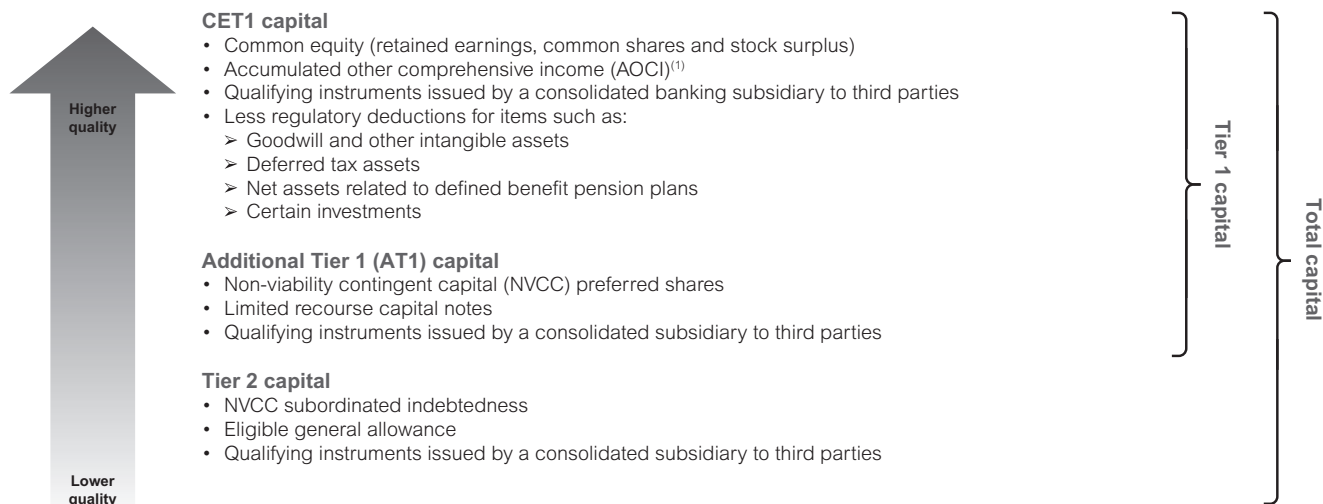 CET1 capital
• Common equity (retained earnings, common shares and stock surplus)
• Accumulated other comprehensive income (AOCI)(1)
• Qualifying instruments issued by a consolidated banking subsidiary to third parties
• Less regulatory deductions for items such as:
➢ Goodwill and other intangible assets
➢ Deferred tax assets
➢ Net assets related to defined benefit pension plans
➢ Certain investments
Additional Tier 1 (AT1) capital
• Non-viability contingent capital (NVCC) preferred shares
• Limited recourse capital notes
• Qualifying instruments issued by a consolidated subsidiary to third parties
Tier 2 capital
• NVCC subordinated indebtedness
• Eligible general allowance
• Qualifying instruments issued by a consolidated subsidiary to third parties
Higher
quality
Lower
quality
Tier 1 capital
Total capital